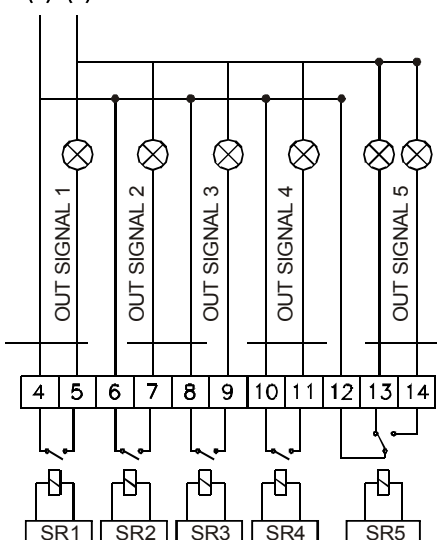 OUT SIGNAL 1
OUT SIGNAL 2
OUT SIGNAL 3
OUT SIGNAL 4
OUT SIGNAL 5
4 5 6 7 8 9 10 11 12 13 14
SR1 SR2 SR3 SR4 SR5